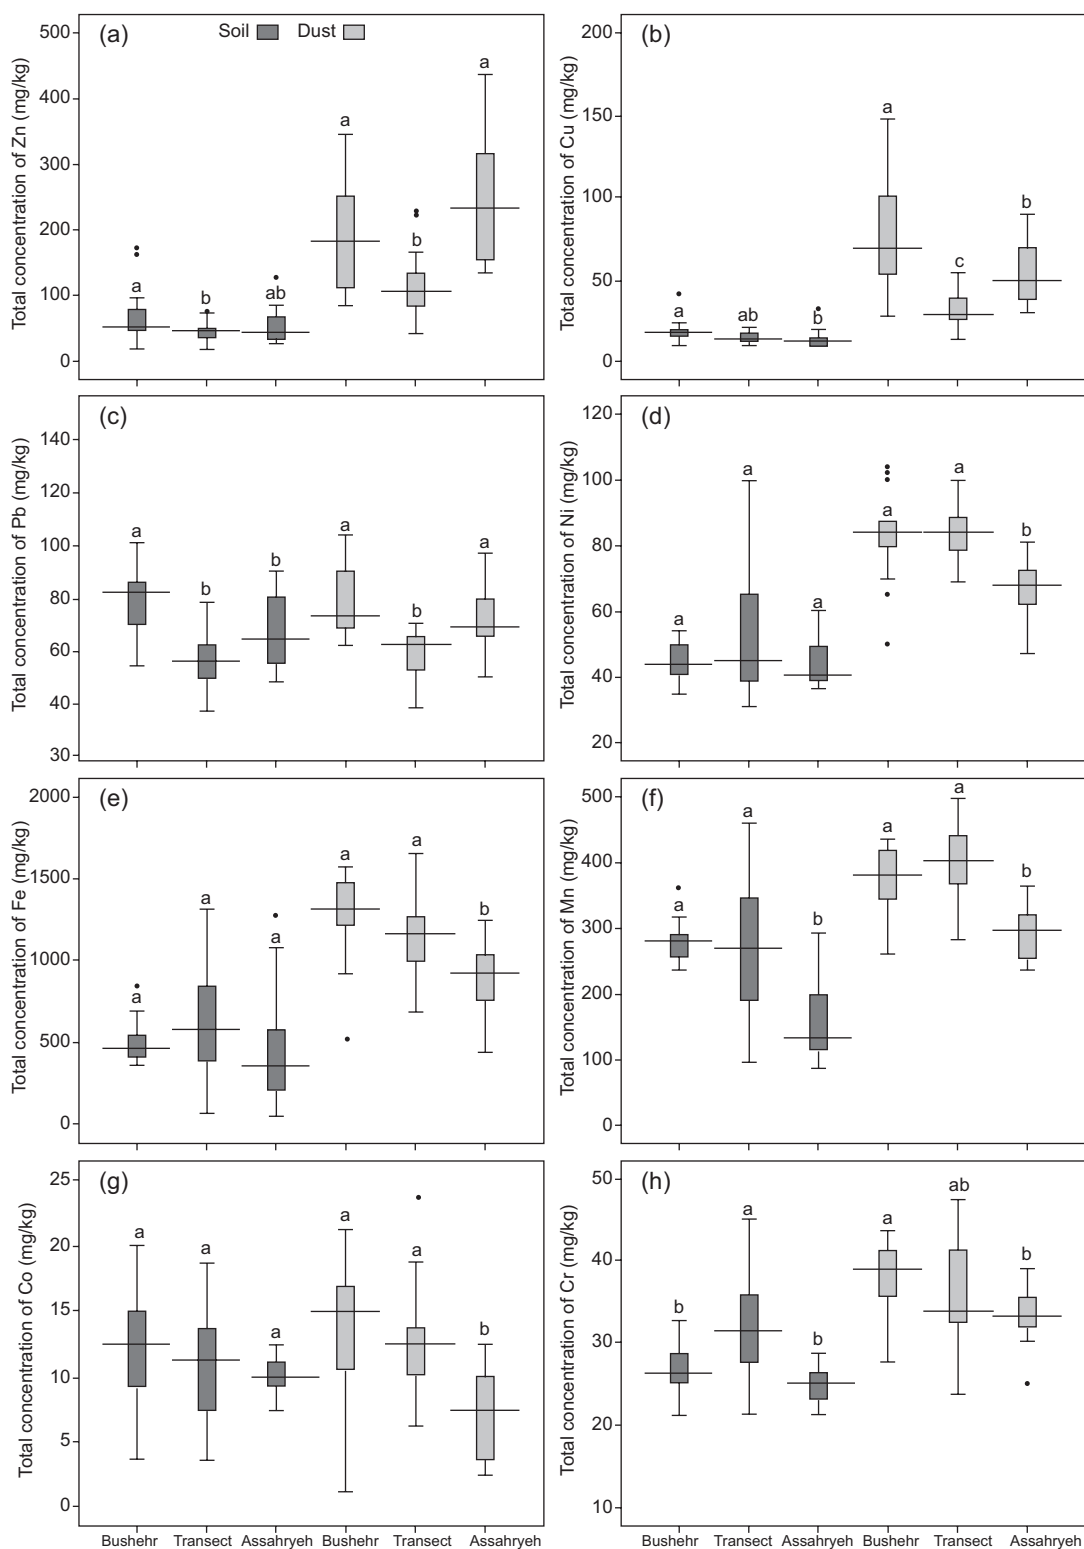 (a)
Soil
Dust
Total concentration of Zn (mg/kg)
500
400
300
200
100
0
a
b
ab
a
b
a
(b)
Total concentration of Cu (mg/kg)
200
150
100
50
0
a
ab
b
a
c
b
(c)
Total concentration of Pb (mg/kg)
140
120
100
80
60
40
30
a
b
b
a
b
a
(d)
Total concentration of Ni (mg/kg)
120
100
80
60
40
20
a
a
a
a
a
b
(e)
Total concentration of Fe (mg/kg)
2000
1500
1000
500
0
a
a
a
a
a
b
(f)
Total concentration of Mn (mg/kg)
500
400
300
200
100
0
a
a
b
a
a
b
(g)
Total concentration of Co (mg/kg)
25
20
15
10
5
0
a
a
a
a
a
b
Bushehr Transect Assahryeh Bushehr Transect Assahryeh
(h)
Total concentration of Cr (mg/kg)
50
40
30
20
10
b
a
b
a
ab
b
Bushehr Transect Assahryeh Bushehr Transect Assahryeh